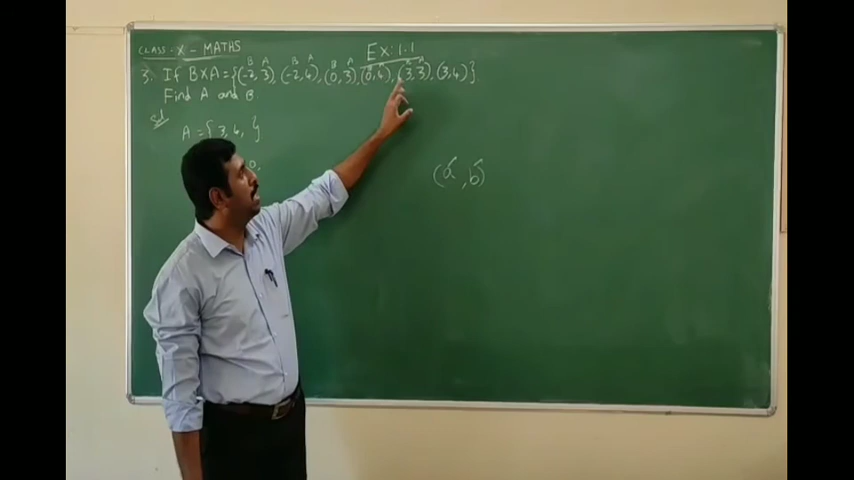 CLASS: X - MATHS
Ex: 1.1
B A B A B A B A B A
3. If B×A = {(-2, 3), (-2, 4), (0, 3), (0, 4), (3, 3), (3, 4)}
Find A and B
Sol
A = {3, 4, }
0,
(a, b)